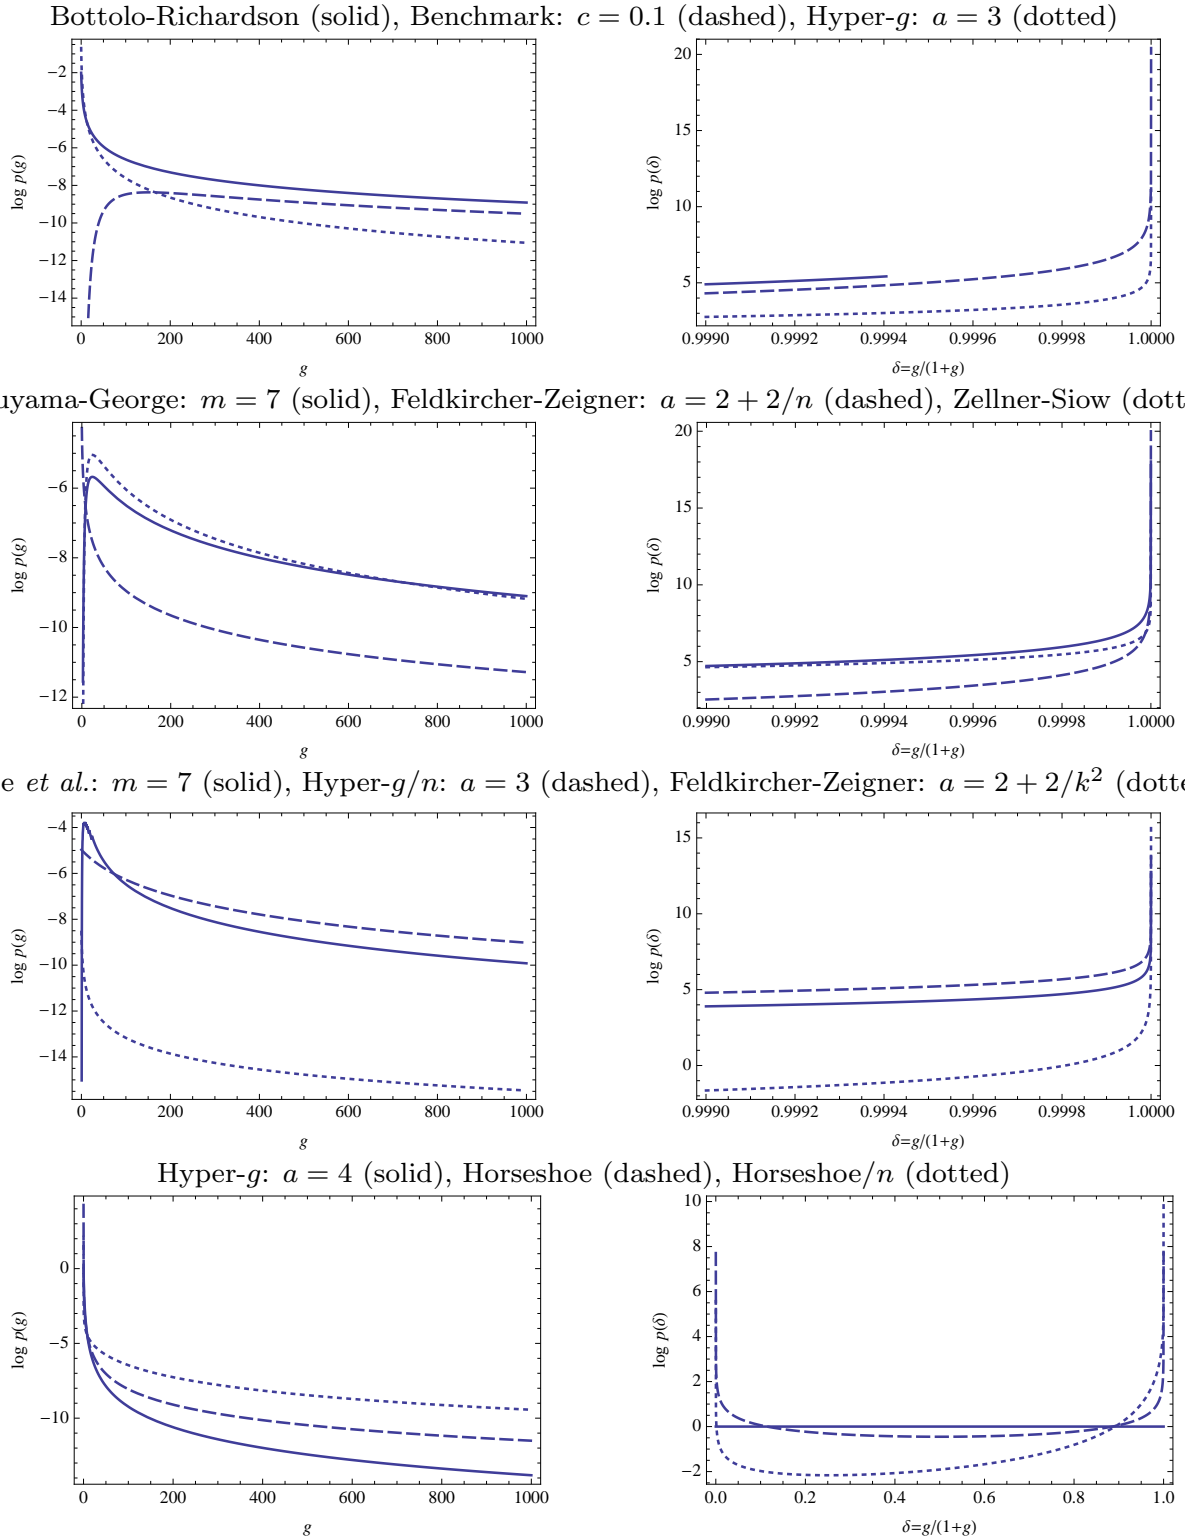 Bottolo-Richardson (solid), Benchmark: c = 0.1 (dashed), Hyper-g: a = 3 (dotted)
−2
−4
−6
−8
−10
−12
−14
0 200 400 600 800 1000
log p(g)
g
20
15
10
5
0.9990 0.9992 0.9994 0.9996 0.9998 1.0000
log p(δ)
δ=g/(1+g)
uyama-George: m = 7 (solid), Feldkircher-Zeigner: a = 2 + 2/n (dashed), Zellner-Siow (dott
−6
−8
−10
−12
0 200 400 600 800 1000
log p(g)
g
20
15
10
5
0.9990 0.9992 0.9994 0.9996 0.9998 1.0000
log p(δ)
δ=g/(1+g)
e et al.: m = 7 (solid), Hyper-g/n: a = 3 (dashed), Feldkircher-Zeigner: a = 2 + 2/k² (dotte
−4
−6
−8
−10
−12
−14
0 200 400 600 800 1000
log p(g)
g
15
10
5
0
0.9990 0.9992 0.9994 0.9996 0.9998 1.0000
log p(δ)
δ=g/(1+g)
Hyper-g: a = 4 (solid), Horseshoe (dashed), Horseshoe/n (dotted)
0
−5
−10
0 200 400 600 800 1000
log p(g)
g
10
8
6
4
2
0
−2
0.0 0.2 0.4 0.6 0.8 1.0
log p(δ)
δ=g/(1+g)